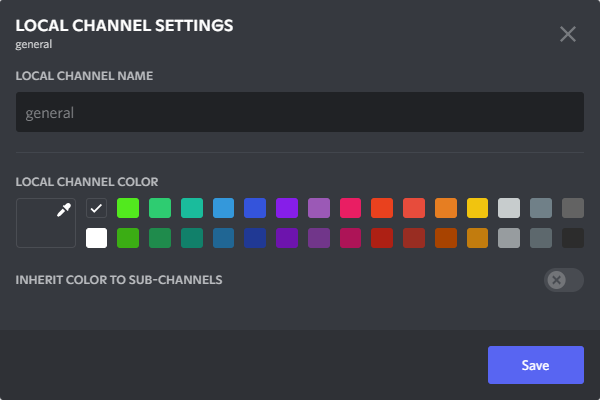 LOCAL CHANNEL SETTINGS
general
LOCAL CHANNEL NAME
general
LOCAL CHANNEL COLOR
INHERIT COLOR TO SUB-CHANNELS
Save